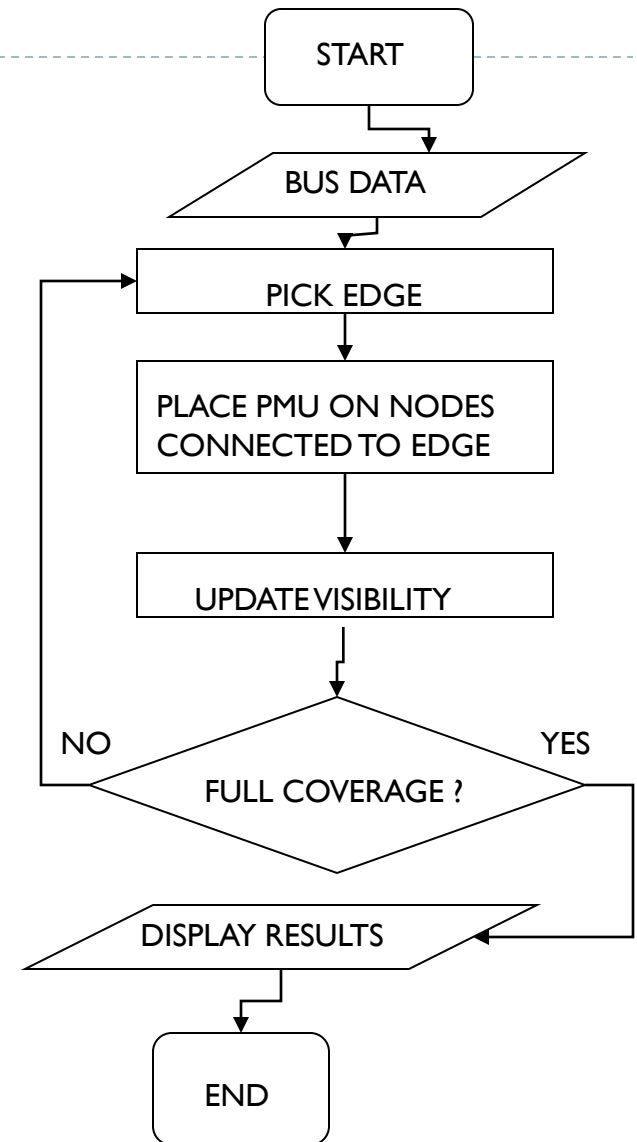 START
BUS DATA
PICK EDGE
PLACE PMU ON NODES
CONNECTED TO EDGE
UPDATE VISIBILITY
NO
YES
FULL COVERAGE ?
DISPLAY RESULTS
END